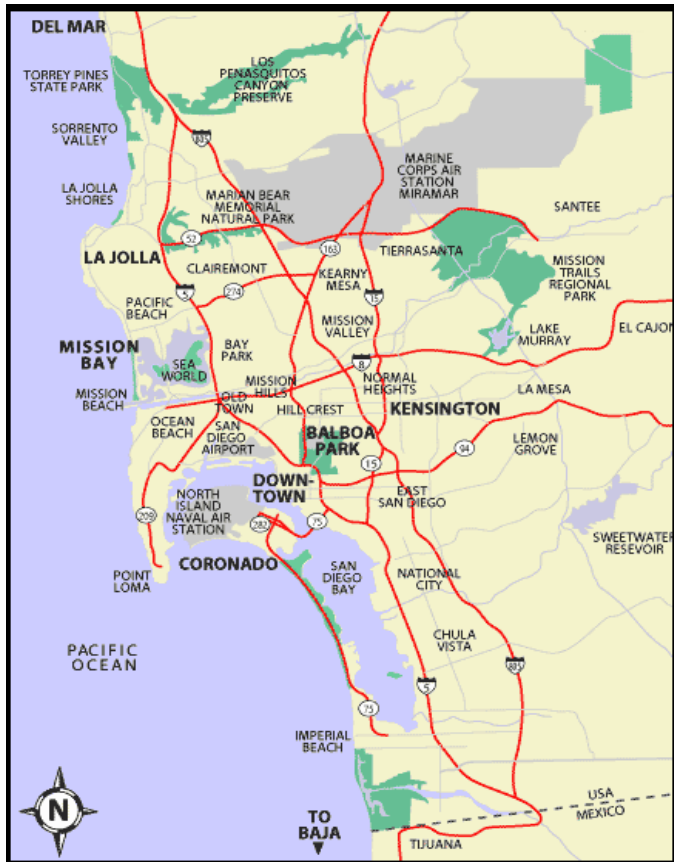 DEL MAR
TORREY PINES
STATE PARK
LOS
PENASQUITOS
CANYON
PRESERVE
SORRENTO
VALLEY
805
LA JOLLA
SHORES
MARINE
CORPS AIR
STATION
MIRAMAR
MARIAN BEAR
MEMORIAL
NATURAL PARK
SANTEE
52
163
TIERRASANTA
LA JOLLA
CLAIREMONT
KEARNY
MESA
MISSION
TRAILS
REGIONAL
PARK
274
5
15
PACIFIC
BEACH
MISSION
VALLEY
LAKE
MURRAY
EL CAJON
MISSION
BAY
BAY
PARK
SEA
WORLD
8
MISSION
HILLS
NORMAL
HEIGHTS
LA MESA
MISSION
BEACH
OLD
TOWN
HILL CREST
KENSINGTON
OCEAN
BEACH
SAN
DIEGO
AIRPORT
BALBOA
PARK
94
LEMON
GROVE
15
DOWN-
TOWN
EAST
SAN DIEGO
NORTH
ISLAND
NAVAL AIR
STATION
209
282
75
SWEETWATER
RESEVOIR
POINT
LOMA
CORONADO
SAN
DIEGO
BAY
NATIONAL
CITY
PACIFIC
OCEAN
CHULA
VISTA
805
5
75
IMPERIAL
BEACH
N
TO
BAJA
USA
MEXICO
TIJUANA